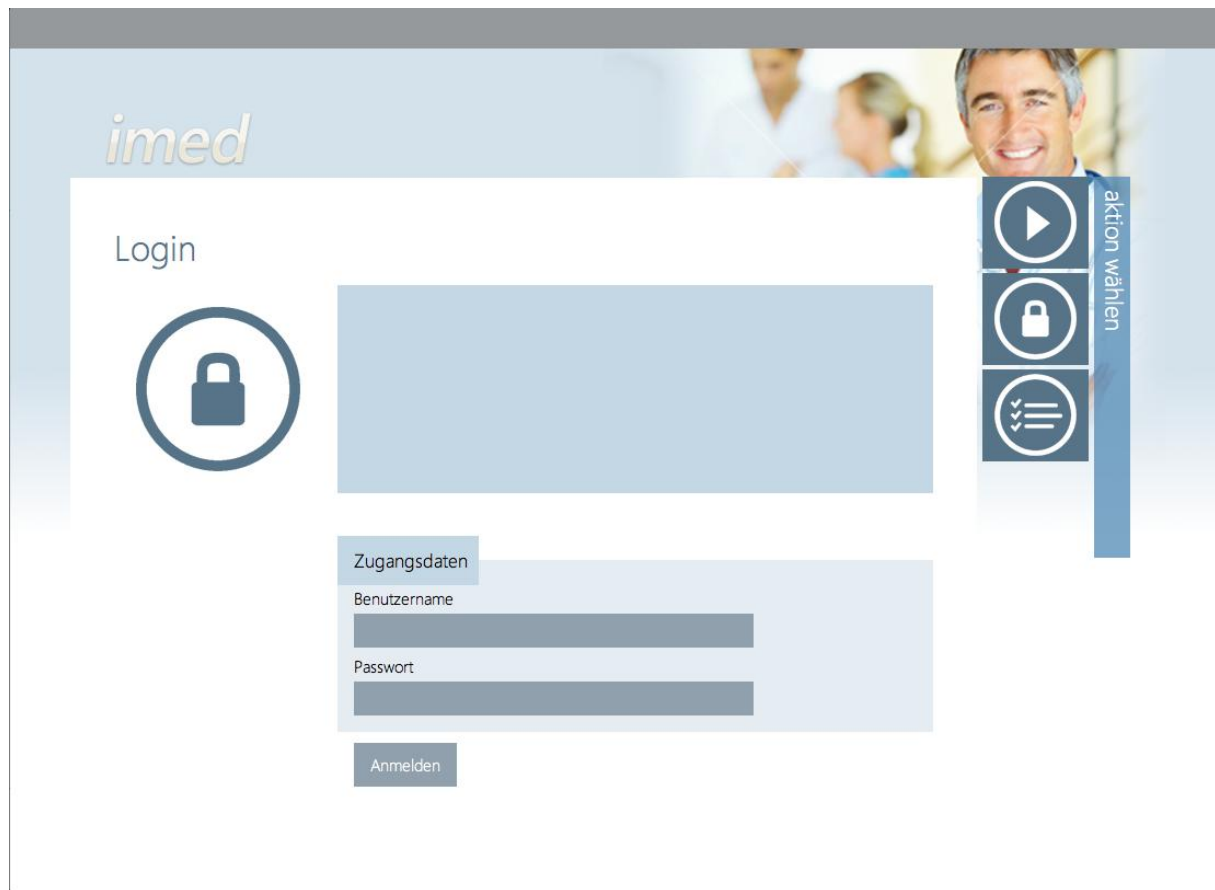 imed
Login
aktion wählen
Zugangsdaten
Benutzername
Passwort
Anmelden